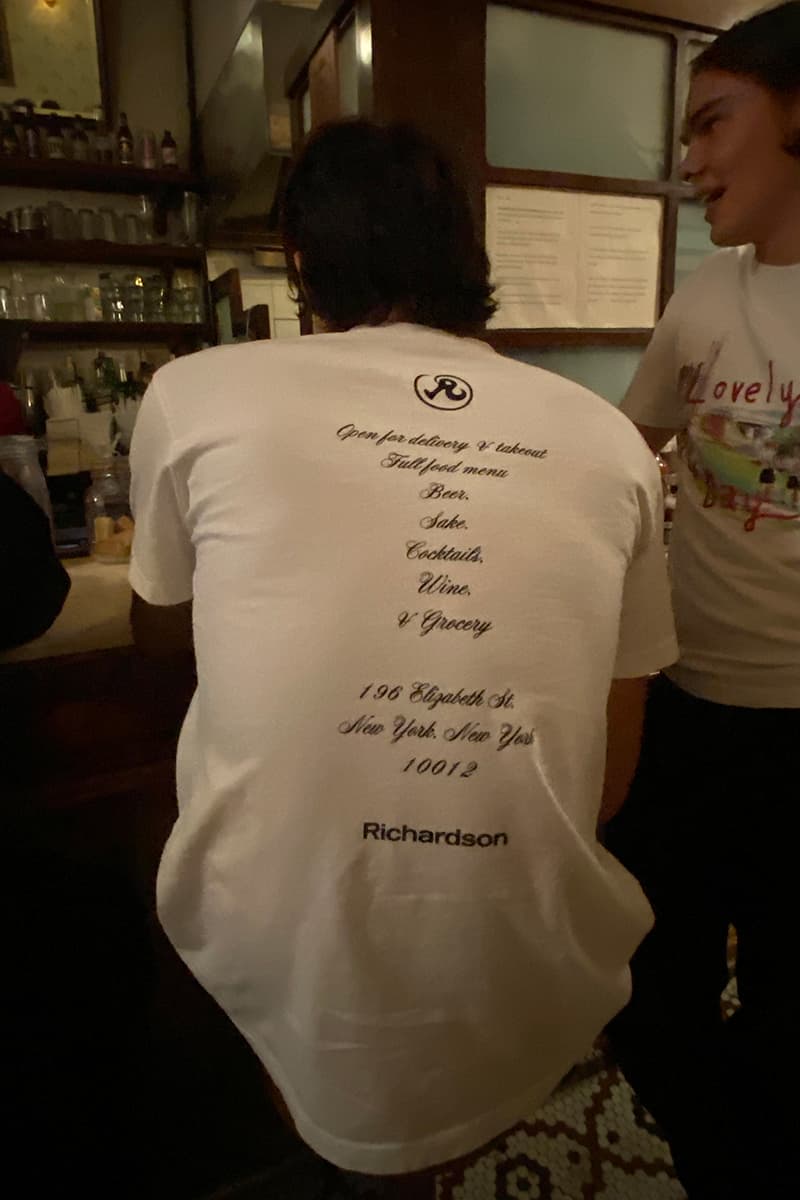 R
Open for delivery & takeout
Full food menu
Beer.
Sake.
Cocktails.
Wine.
& Grocery
196 Elizabeth St.
New York. New York
10012
Richardson
Lovely
Day